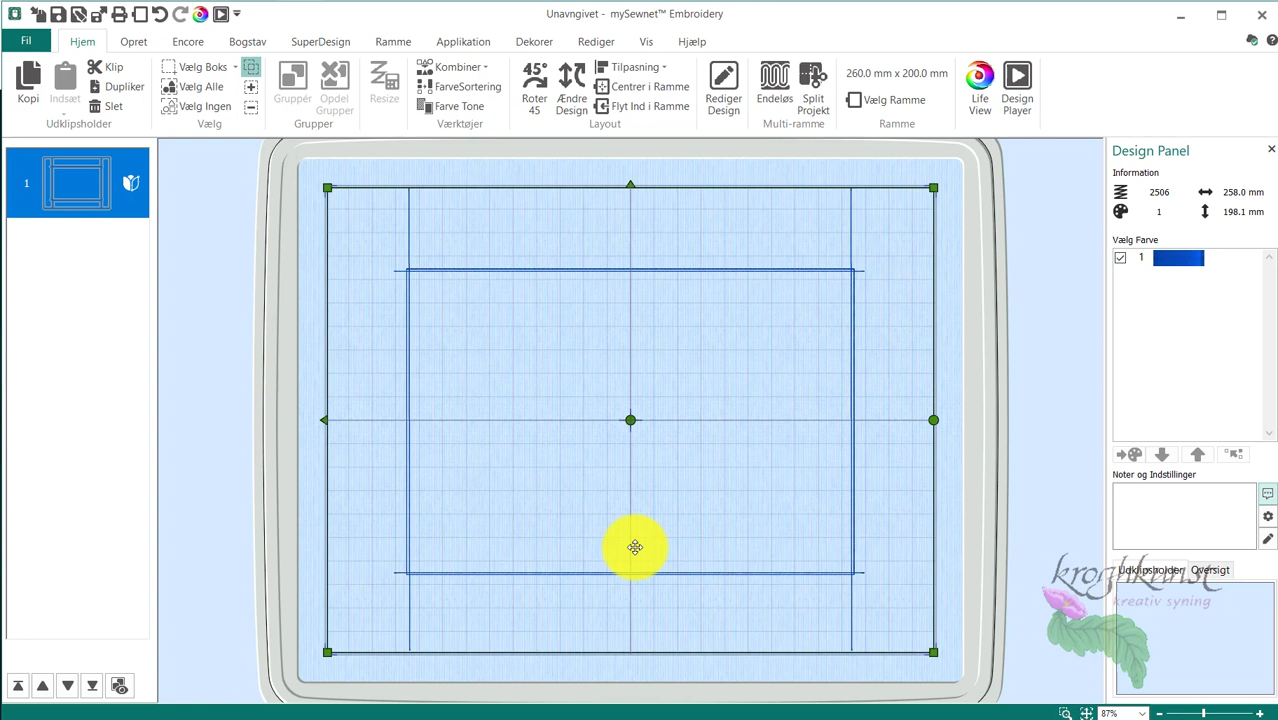 Unavngivet - mySewnet™ Embroidery
Fil Hjem Opret Encore Bogstav SuperDesign Ramme Applikation Dekorer Rediger Vis Hjælp
Kopi
Indsæt
Klip
Dupliker
Slet
Udklipsholder
Vælg Boks
Vælg Alle
Vælg Ingen
Vælg
Gruppér
Opdel
Grupper
Grupper
Resize
Kombiner
FarveSortering
Farve Tone
Værktøjer
45°
Roter
45
Ændre
Design
Tilpasning
Centrer i Ramme
Flyt Ind i Ramme
Layout
Rediger
Design
Endeløs
Split
Projekt
Multi-ramme
260.0 mm x 200.0 mm
Vælg Ramme
Ramme
Life
View
Design
Player
1
Design Panel
Information
2506 258.0 mm
1 198.1 mm
Vælg Farve
1
Noter og Indstillinger
Udklipsholder Oversigt
kroghkunst
kreativ syning
87%